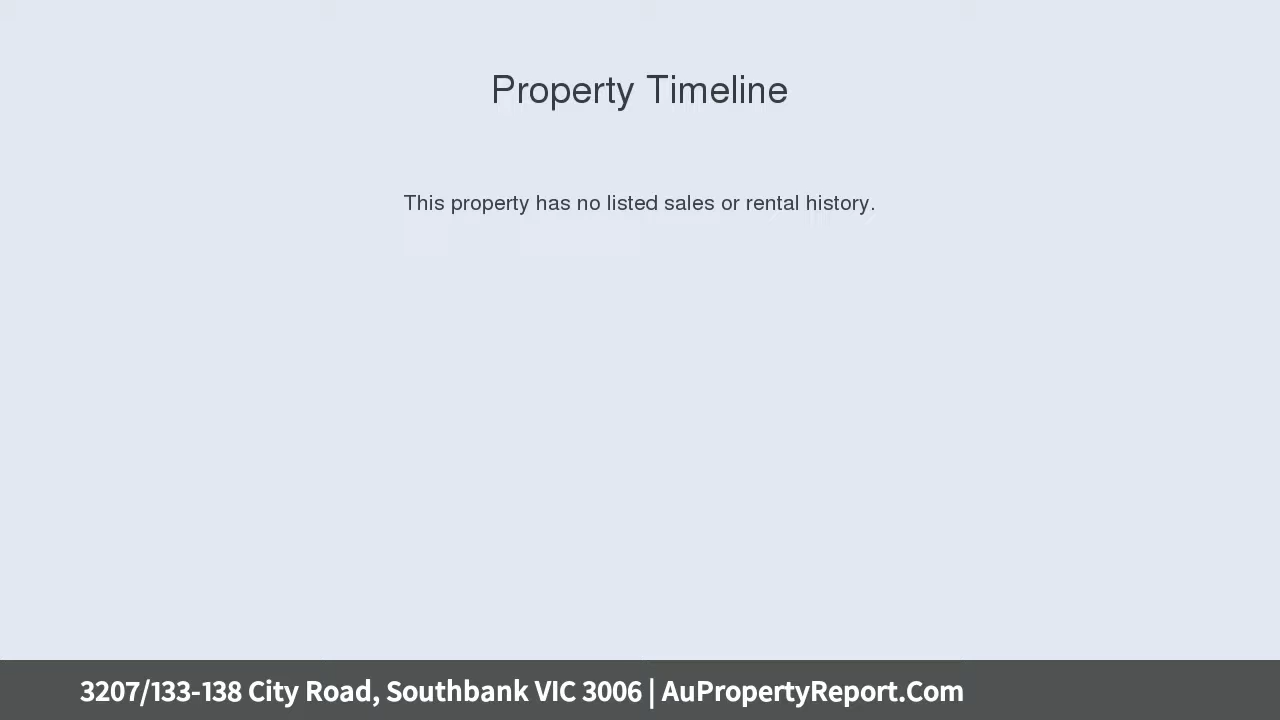 Property Timeline
This property has no listed sales or rental history.
3207/133-138 City Road, Southbank VIC 3006 | AuPropertyReport.Com